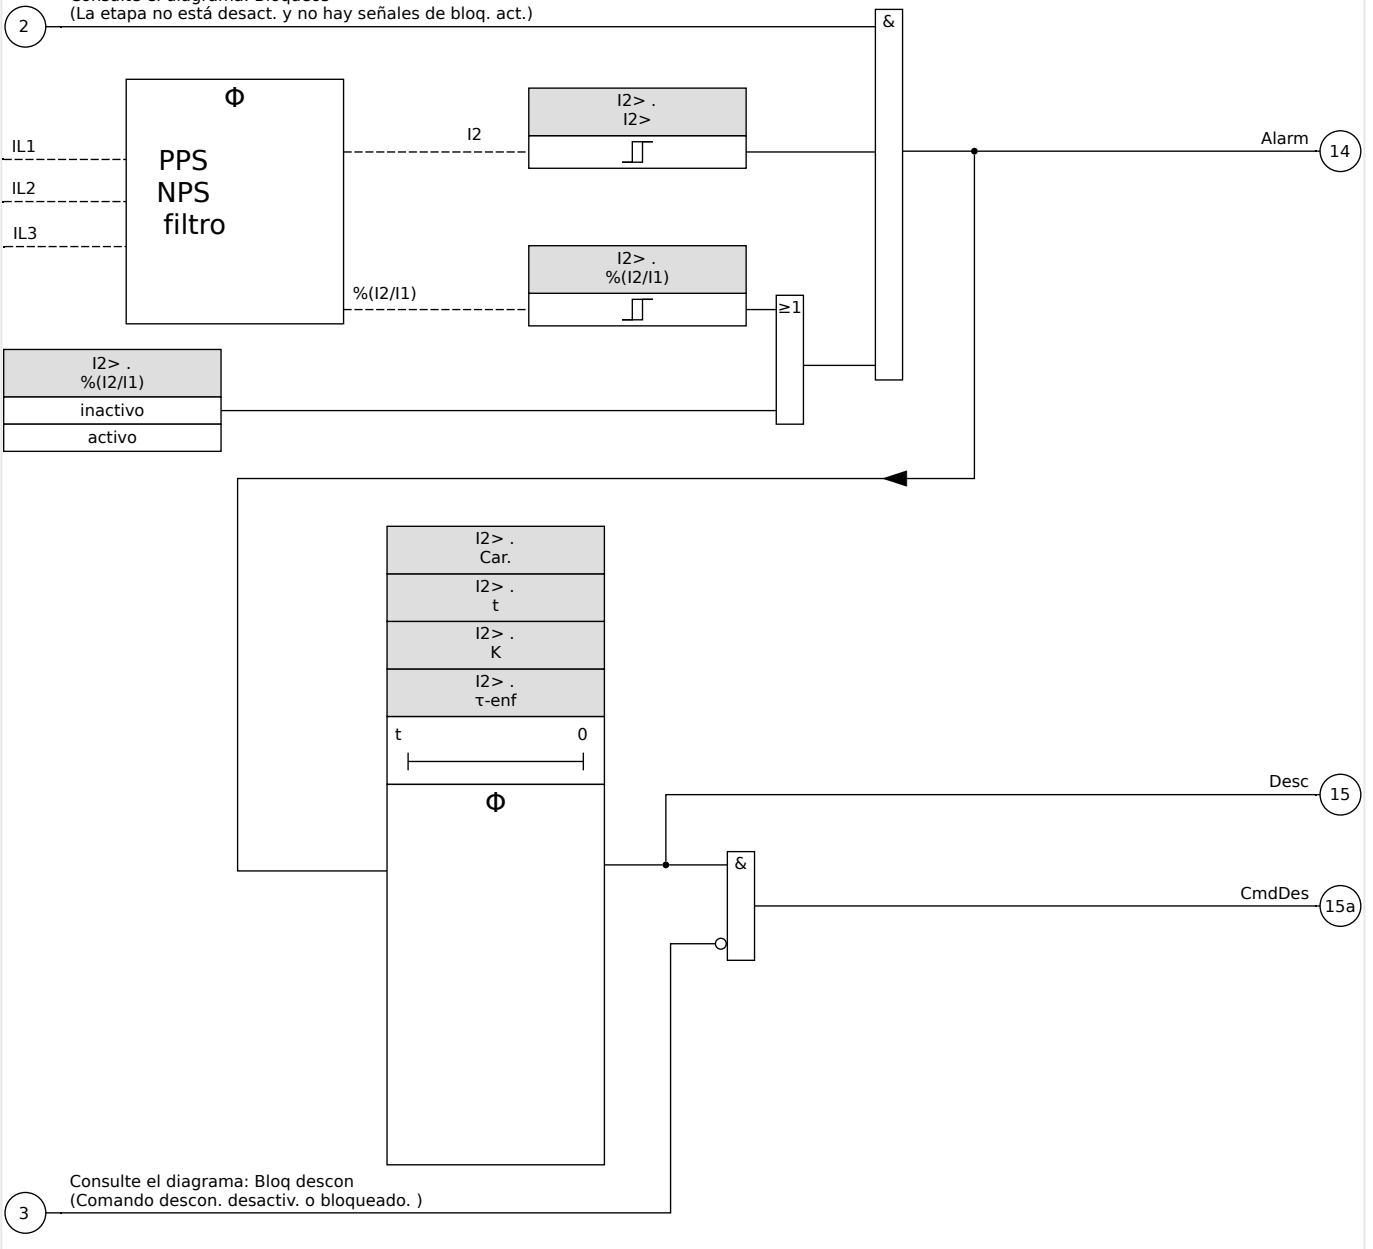 (La etapa no está desact. y no hay señales de bloq. act.)
2
&
Φ
I2> .
I2>
I2
IL1
PPS
Alarm
14
IL2
NPS
IL3
filtro
I2> .
%(I2/I1)
%(I2/I1)
≥1
I2> .
%(I2/I1)
inactivo
activo
I2> .
Car.
I2> .
t
I2> .
K
I2> .
τ-enf
t 0
Φ
Desc
15
&
CmdDes
15a
Consulte el diagrama: Bloq descon
(Comando descon. desactiv. o bloqueado. )
3